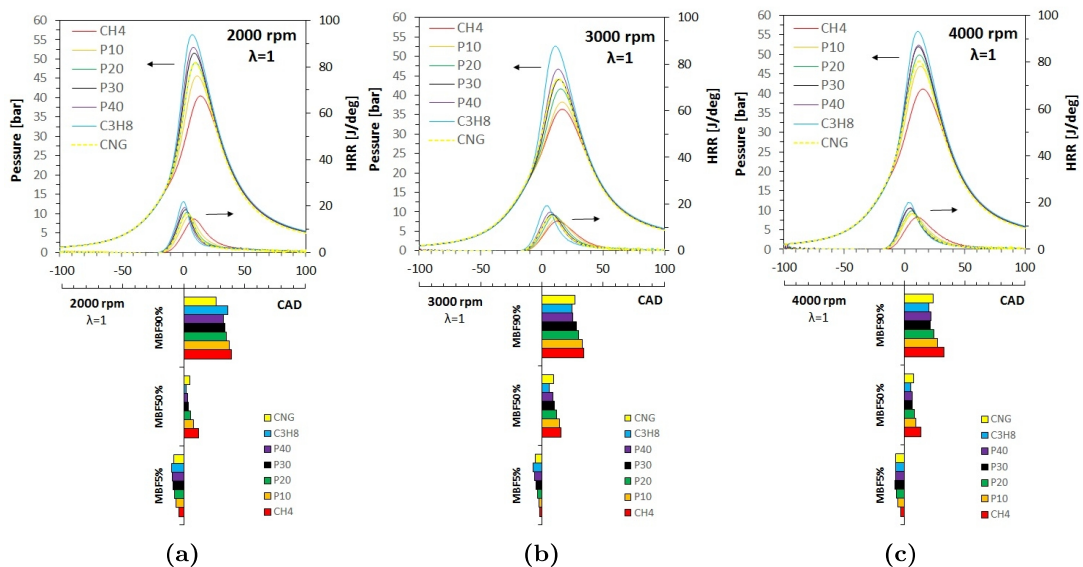 2000 rpm
λ=1
CH4
P10
P20
P30
P40
C3H8
CNG
Pessure [bar]
60
55
50
45
40
35
30
25
20
15
10
5
0
100
80
60
40
20
0
HRR [J/deg]
-100
-50
0
50
100
2000 rpm
λ=1
CAD
MBF90%
MBF50%
MBF5%
CNG
C3H8
P40
P30
P20
P10
CH4
(a)
3000 rpm
λ=1
CH4
P10
P20
P30
P40
C3H8
CNG
Pessure [bar]
60
55
50
45
40
35
30
25
20
15
10
5
0
100
80
60
40
20
0
HRR [J/deg]
-100
-50
0
50
100
3000 rpm
λ=1
CAD
MBF90%
MBF50%
MBF5%
CNG
C3H8
P40
P30
P20
P10
CH4
(b)
4000 rpm
λ=1
CH4
P10
P20
P30
P40
C3H8
CNG
Pessure [bar]
60
55
50
45
40
35
30
25
20
15
10
5
0
100
80
60
40
20
0
HRR [J/deg]
-100
-50
0
50
100
4000 rpm
λ=1
CAD
MBF90%
MBF50%
MBF5%
CNG
C3H8
P40
P30
P20
P10
CH4
(c)